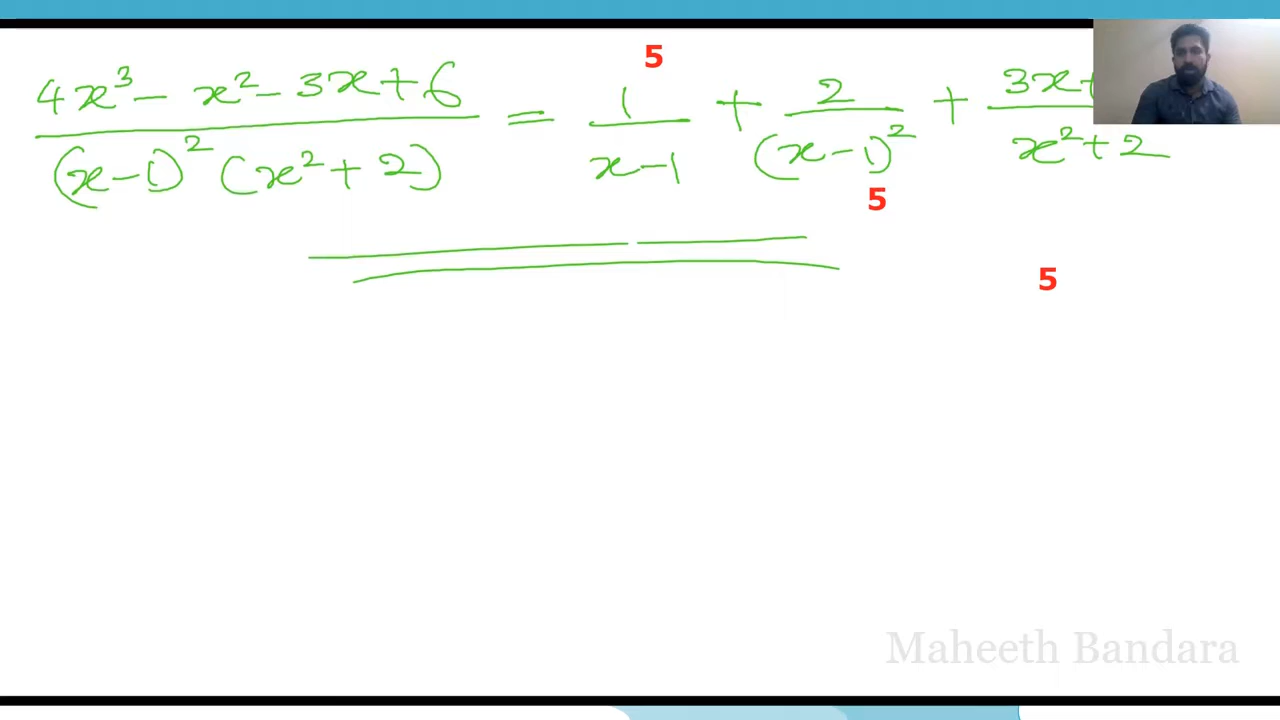 5
4x³ - x² - 3x + 6 / (x-1)² (x² + 2) = 1 / x-1 + 2 / (x-1)² + 3x+ / x² + 2
5
5
Maheeth Bandara